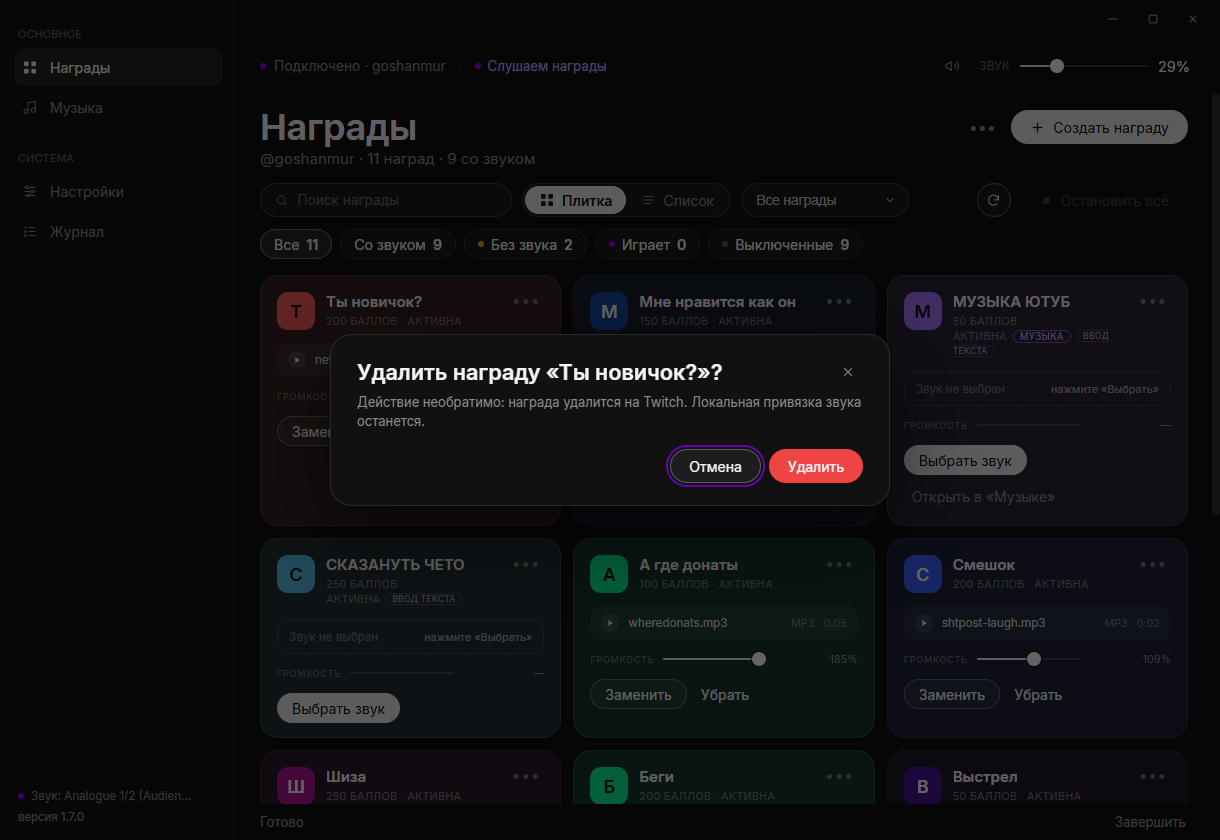 ОСНОВНОЕ
Награды
Музыка
СИСТЕМА
Настройки
Журнал
Звук: Analogue 1/2 (Audien...
версия 1.7.0
Подключено · goshanmur
Слушаем награды
ЗВУК
29%
Награды
@goshanmur · 11 наград · 9 со звуком
+ Создать награду
Поиск награды
Плитка
Список
Все награды
Остановить всё
Все 11
Со звуком 9
Без звука 2
Играет 0
Выключенные 9
Т
Ты новичок?
200 БАЛЛОВ · АКТИВНА
ГРОМКОСТ
М
Мне нравится как он
150 БАЛЛОВ · АКТИВНА
М
МУЗЫКА ЮТУБ
50 БАЛЛОВ ·
АКТИВНА МУЗЫКА ВВОД
ТЕКСТА
Звук не выбран нажмите «Выбрать»
ГРОМКОСТЬ —
Выбрать звук
Открыть в «Музыке»
Удалить награду «Ты новичок?»?
Действие необратимо: награда удалится на Twitch. Локальная привязка звука
останется.
Отмена
Удалить
С
СКАЗАНУТЬ ЧЕТО
250 БАЛЛОВ ·
АКТИВНА ВВОД ТЕКСТА
Звук не выбран нажмите «Выбрать»
ГРОМКОСТЬ —
Выбрать звук
А
А где донаты
100 БАЛЛОВ · АКТИВНА
wheredonats.mp3 MP3 · 0:05
ГРОМКОСТЬ 185%
Заменить Убрать
С
Смешок
200 БАЛЛОВ · АКТИВНА
shtpost-laugh.mp3 MP3 · 0:02
ГРОМКОСТЬ 109%
Заменить Убрать
Ш
Шиза
250 БАЛЛОВ · АКТИВНА
Б
Беги
200 БАЛЛОВ · АКТИВНА
В
Выстрел
50 БАЛЛОВ · АКТИВНА
Готово
Завершить